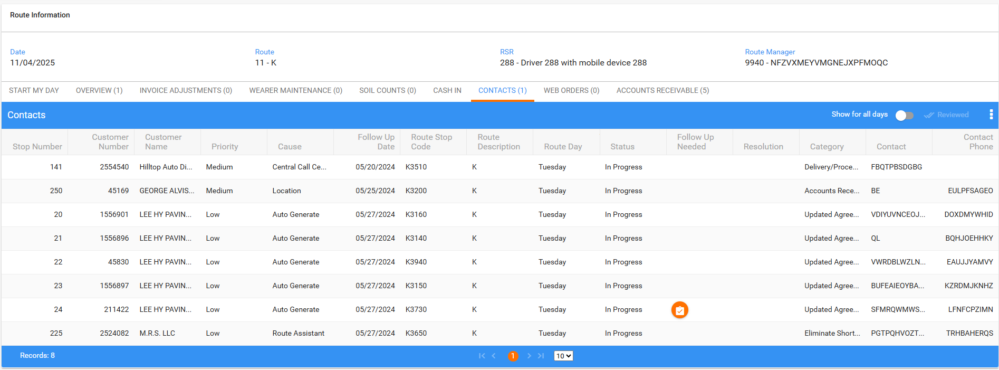 Route Information
Date Route RSR Route Manager
11/04/2025 11 - K 288 - Driver 288 with mobile device 288 9940 - NFZVXMEYVMGNEJXPFMOQC
START MY DAY OVERVIEW (1) INVOICE ADJUSTMENTS (0) WEARER MAINTENANCE (0) SOIL COUNTS (0) CASH IN CONTACTS (1) WEB ORDERS (0) ACCOUNTS RECEIVABLE (5)
Contacts Show for all days Reviewed
Stop Number Customer Number Customer Name Priority Cause Follow Up Date Route Stop Code Route Description Route Day Status Follow Up Needed Resolution Category Contact Contact Phone
141 2554540 Hilltop Auto Di... Medium Central Call Ce... 05/20/2024 K3510 K Tuesday In Progress Delivery/Proce... FBQTPBSDGBG
250 45169 GEORGE ALVIS... Medium Location 05/25/2024 K3200 K Tuesday In Progress Accounts Rece... BE EULPFSAGEO
20 1556901 LEE HY PAVIN... Low Auto Generate 05/27/2024 K3160 K Tuesday In Progress Updated Agree... VDIYUVNCEOJ... DOXDMYWHID
21 1556896 LEE HY PAVIN... Low Auto Generate 05/27/2024 K3140 K Tuesday In Progress Updated Agree... QL BQHJOEHHKY
22 45830 LEE HY PAVIN... Low Auto Generate 05/27/2024 K3940 K Tuesday In Progress Updated Agree... VWRDBLWZLN... EAUJJYAMVY
23 1556897 LEE HY PAVIN... Low Auto Generate 05/27/2024 K3150 K Tuesday In Progress Updated Agree... BUFEAIEOYBA... KZRDMJKNHZ
24 211422 LEE HY PAVIN... Low Auto Generate 05/27/2024 K3730 K Tuesday In Progress Updated Agree... SFMRQWMWS... LFNFCPZIMN
225 2524082 M.R.S. LLC Low Route Assistant 05/27/2024 K3650 K Tuesday In Progress Eliminate Short... PGTPQHVOZT... TRHBAHERQS
Records: 8 1 10